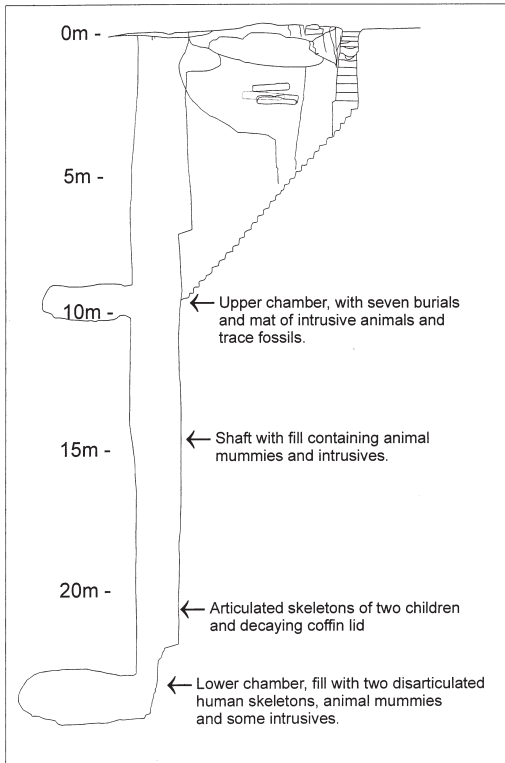 0m -
5m -
Upper chamber, with seven burials
10m -
and mat of intrusive animals and
trace fossils.
Shaft with fill containing animal
15m -
mummies and intrusives.
20m -
Articulated skeletons of two children
and decaying coffin lid
Lower chamber, fill with two disarticulated
human skeletons, animal mummies
and some intrusives.